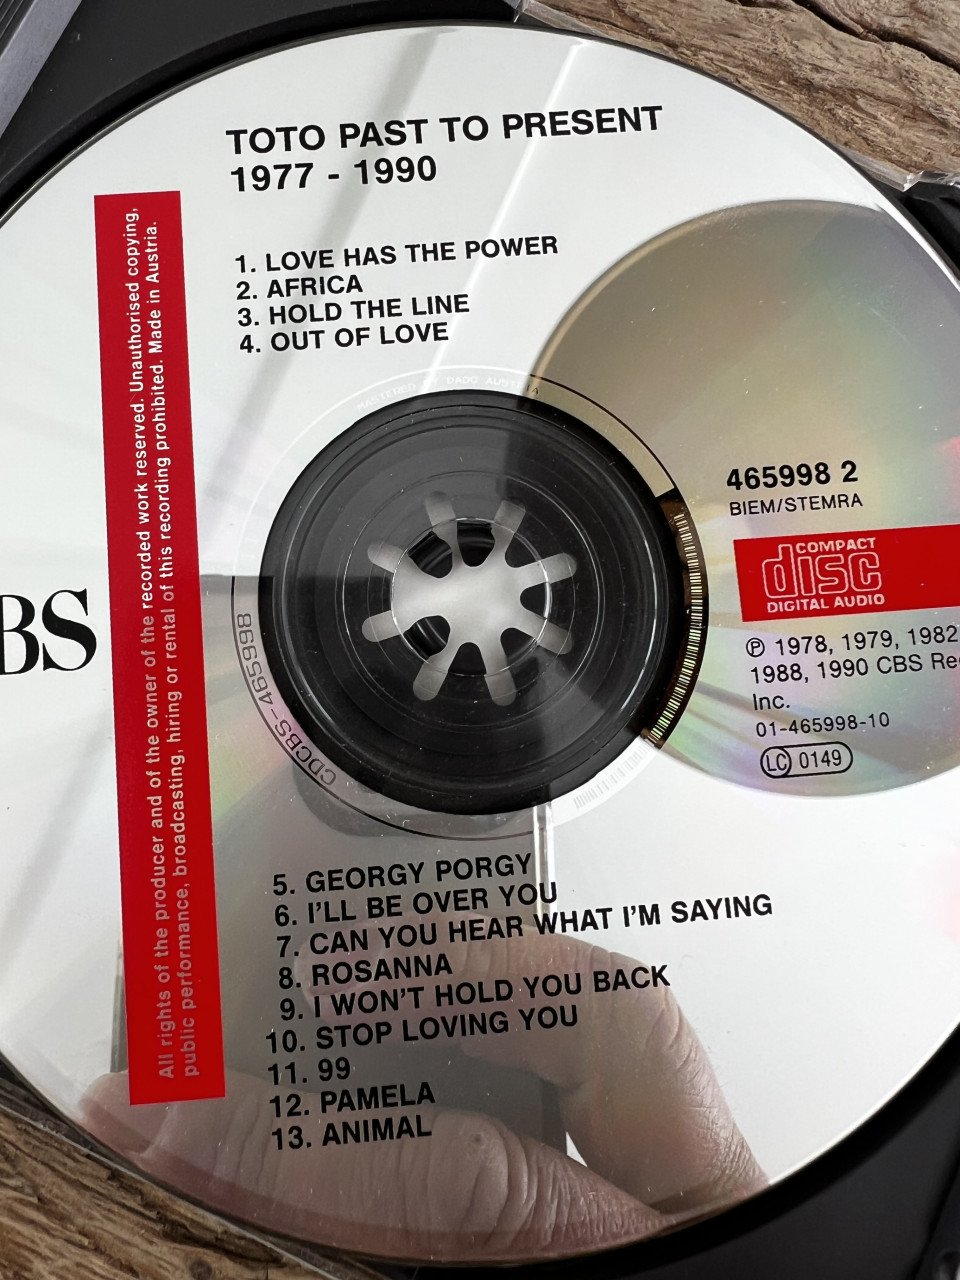 TOTO PAST TO PRESENT
1977 - 1990
1. LOVE HAS THE POWER
2. AFRICA
3. HOLD THE LINE
4. OUT OF LOVE
MASTERED BY DADC AUSTRIA
All rights of the producer and of the owner of the recorded work reserved. Unauthorised copying,
public performance, broadcasting, hiring or rental of this recording prohibited. Made in Austria.
BS
CDCBS-465998
465998 2
BIEM/STEMRA
COMPACT
disc
DIGITAL AUDIO
℗ 1978, 1979, 1982
1988, 1990 CBS Re
Inc.
01-465998-10
LC 0149
5. GEORGY PORGY
6. I'LL BE OVER YOU
7. CAN YOU HEAR WHAT I'M SAYING
8. ROSANNA
9. I WON'T HOLD YOU BACK
10. STOP LOVING YOU
11. 99
12. PAMELA
13. ANIMAL